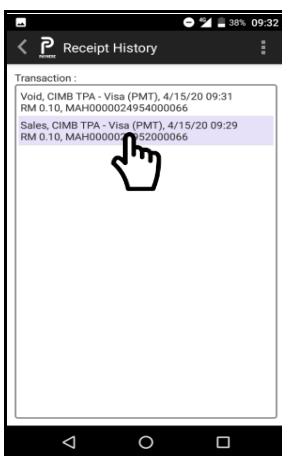 38% 09:32
PAYHERE Receipt History
Transaction :
Void, CIMB TPA - Visa (PMT), 4/15/20 09:31
RM 0.10, MAH0000024954000066
Sales, CIMB TPA - Visa (PMT), 4/15/20 09:29
RM 0.10,